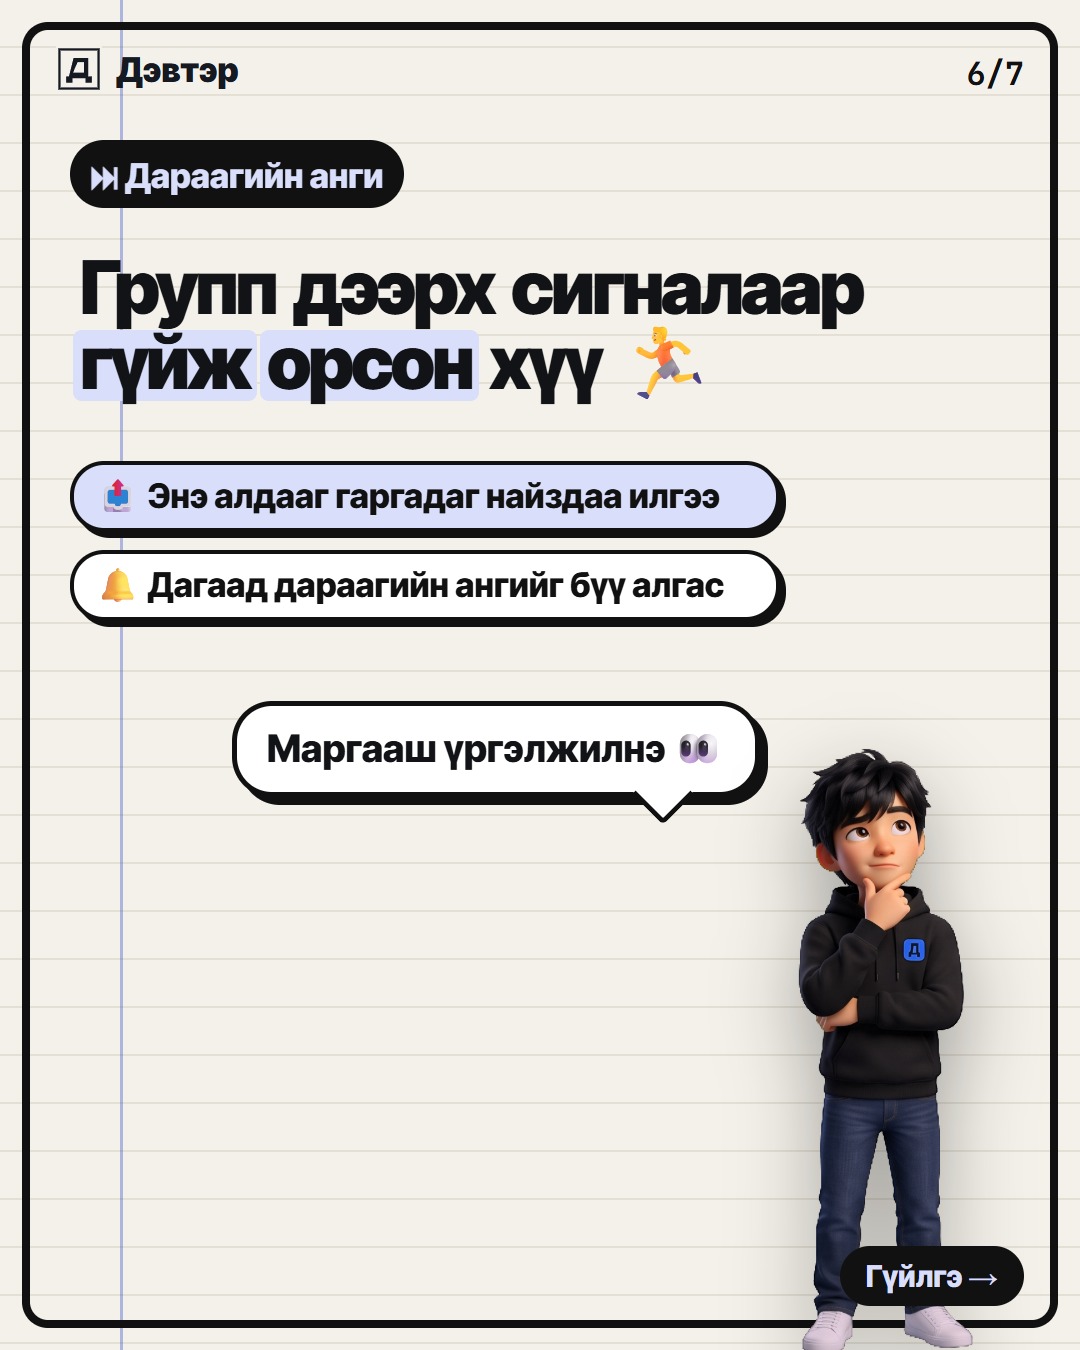 Д Дэвтэр
6/7
⏭ Дараагийн анги
Групп дээрх сигналаар
гүйж орсон хүү 🏃
📤 Энэ алдааг гаргадаг найздаа илгээ
🔔 Дагаад дараагийн ангийг бүү алгас
Маргааш үргэлжилнэ 👀
Д
Гүйлгэ →